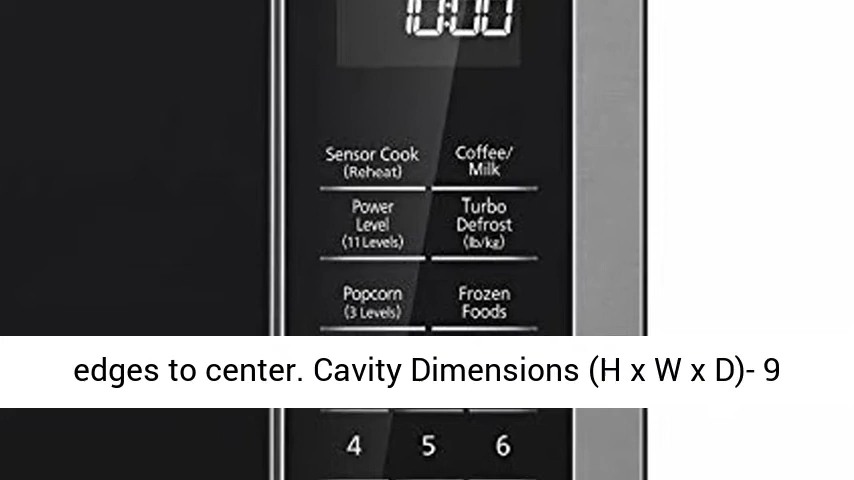 10:00
Sensor Cook
(Reheat)
Coffee/
Milk
Power
Level
(11 Levels)
Turbo
Defrost
(lb/kg)
Popcorn
(3 Levels)
Frozen
Foods
edges to center. Cavity Dimensions (H x W x D)- 9
4 5 6